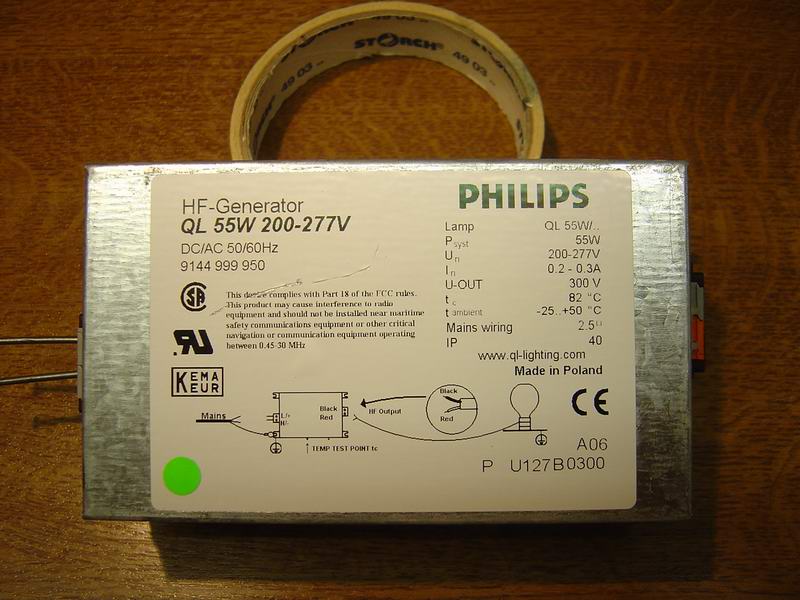 49 03
STORCH®
49 03
HF-Generator
QL 55W 200-277V
DC/AC 50/60Hz
9144 999 950
This device complies with Part 18 of the FCC rules.
This product may cause interference to radio
equipment and should not be installed near maritime
safety communications equipment or other critical
navigation or communication equipment operating
between 0.45-30 MHz
KEMA
EUR
PHILIPS
Lamp QL 55W/..
Psyst 55W
Un 200-277V
In 0.2 - 0.3A
U-OUT 300 V
tc 82 °C
t ambient -25..+50 °C
Mains wiring 2.5□
IP 40
www.ql-lighting.com
Made in Poland
Mains
L/+
N/-
Black
Red
HF Output
Black
Red
TEMP TEST POINT tc
CE
A06
P U127B0300